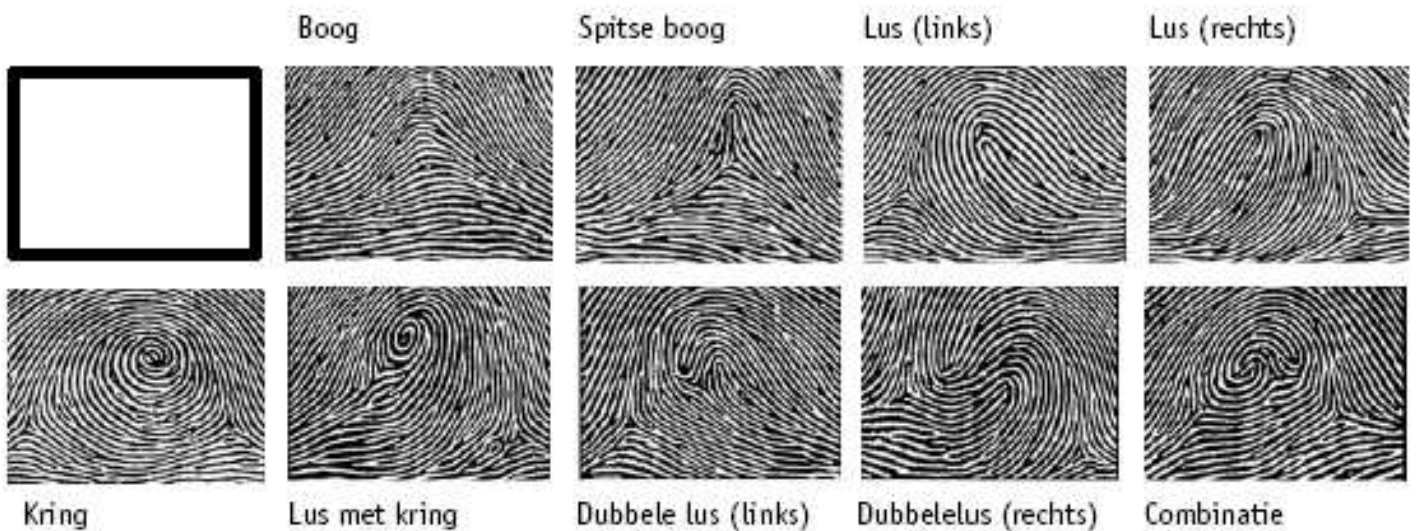 Boog
Spitse boog
Lus (links)
Lus (rechts)
Kring
Lus met kring
Dubbele lus (links)
Dubbelelus (rechts)
Combinatie